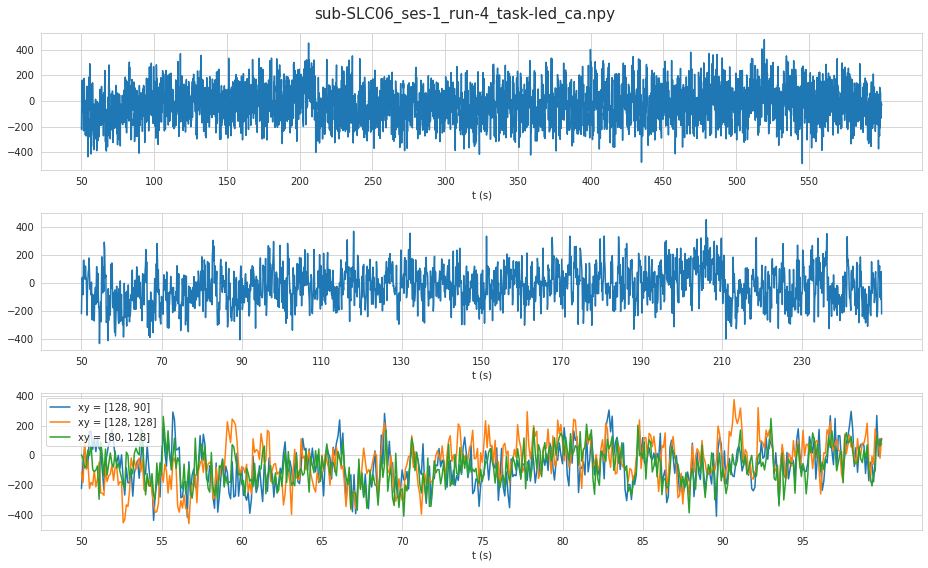 sub-SLC06_ses-1_run-4_task-led_ca.npy
400
200
0
−200
−400
50 100 150 200 250 300 350 400 450 500 550
t (s)
400
200
0
−200
−400
50 70 90 110 130 150 170 190 210 230
t (s)
400
200
0
−200
−400
xy = [128, 90]
xy = [128, 128]
xy = [80, 128]
50 55 60 65 70 75 80 85 90 95
t (s)